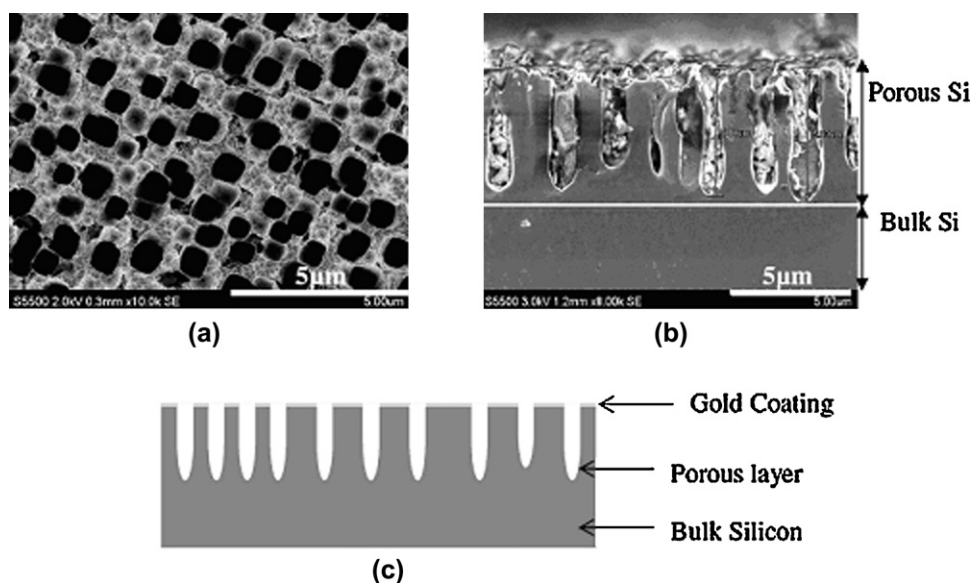 5μm
S5500 2.0kV 0.3mm x10.0k SE 5.00um
(a)
Porous Si
Bulk Si
5μm
S5500 3.0kV 1.2mm x8.00k SE 5.00um
(b)
Gold Coating
Porous layer
Bulk Silicon
(c)